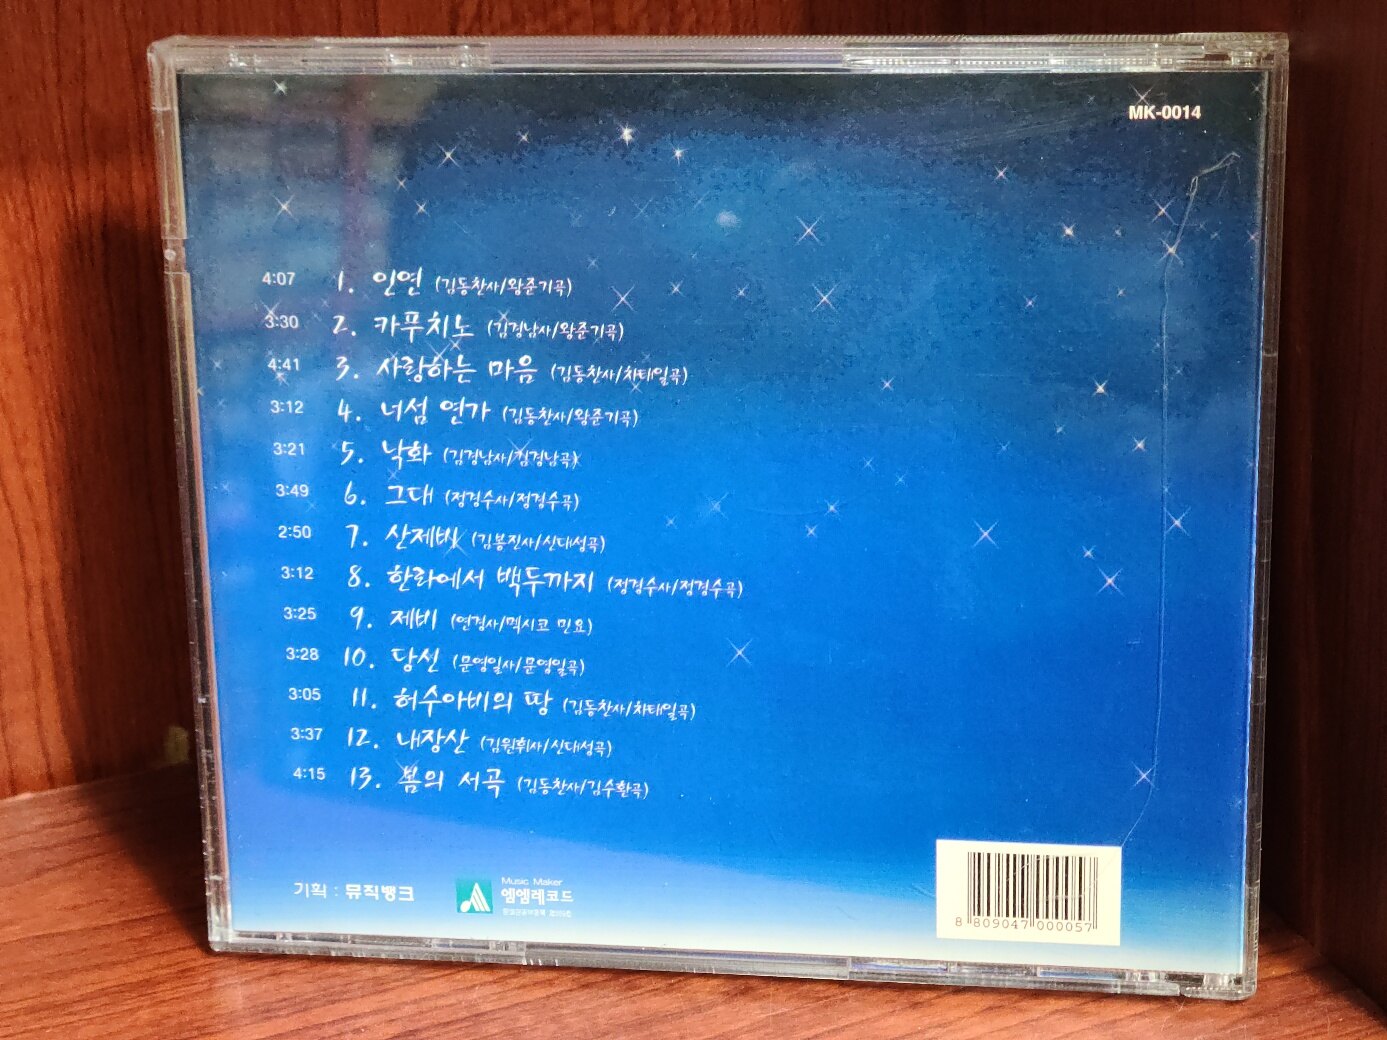 MK-0014
4:07 1. 인연 (김동찬사/왕준기곡)
3:30 2. 카푸치노 (김경남사/왕준기곡)
4:41 3. 사랑하는 마음 (김동찬사/차태일곡)
3:12 4. 너섬 연가 (김동찬사/왕준기곡)
3:21 5. 낙화 (김경남사/김경남곡)
3:49 6. 그대 (정경수사/정경수곡)
2:50 7. 산제비 (김봉진사/신대성곡)
3:12 8. 한라에서 백두까지 (정경수사/정경수곡)
3:25 9. 제비 (연경사/멕시코 민요)
3:28 10. 당신 (문영일사/문영일곡)
3:05 11. 허수아비의 땅 (김동찬사/차태일곡)
3:37 12. 내장산 (김원휘사/신대성곡)
4:15 13. 봄의 서곡 (김동찬사/김수환곡)
기획 : 뮤직뱅크
Music Maker
엠엠레코드
8 809047 000057